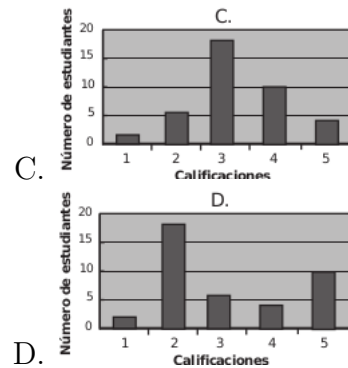 C.
C.
Número de estudiantes
20
15
10
5
0
1 2 3 4 5
Calificaciones
D.
D.
Número de estudiantes
20
15
10
5
0
1 2 3 4 5
Calificaciones